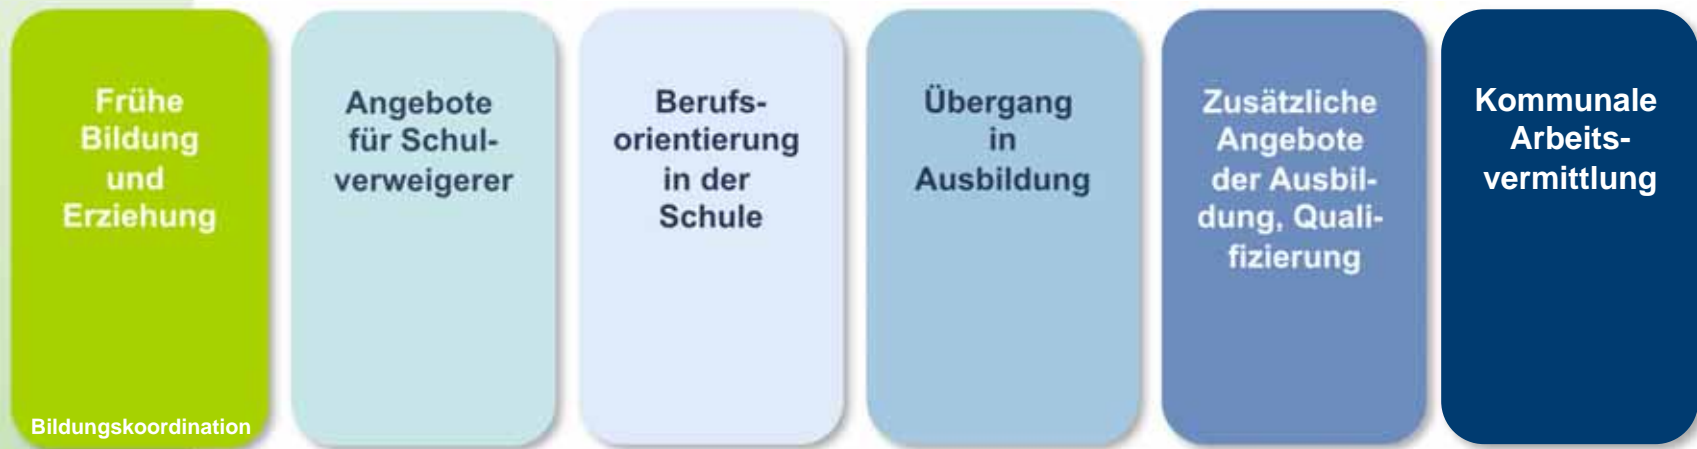 Frühe
Bildung
und
Erziehung
Bildungskoordination
Angebote
für Schul-
verweigerer
Berufs-
orientierung
in der
Schule
Übergang
in
Ausbildung
Zusätzliche
Angebote
der Ausbil-
dung, Quali-
fizierung
Kommunale
Arbeits-
vermittlung